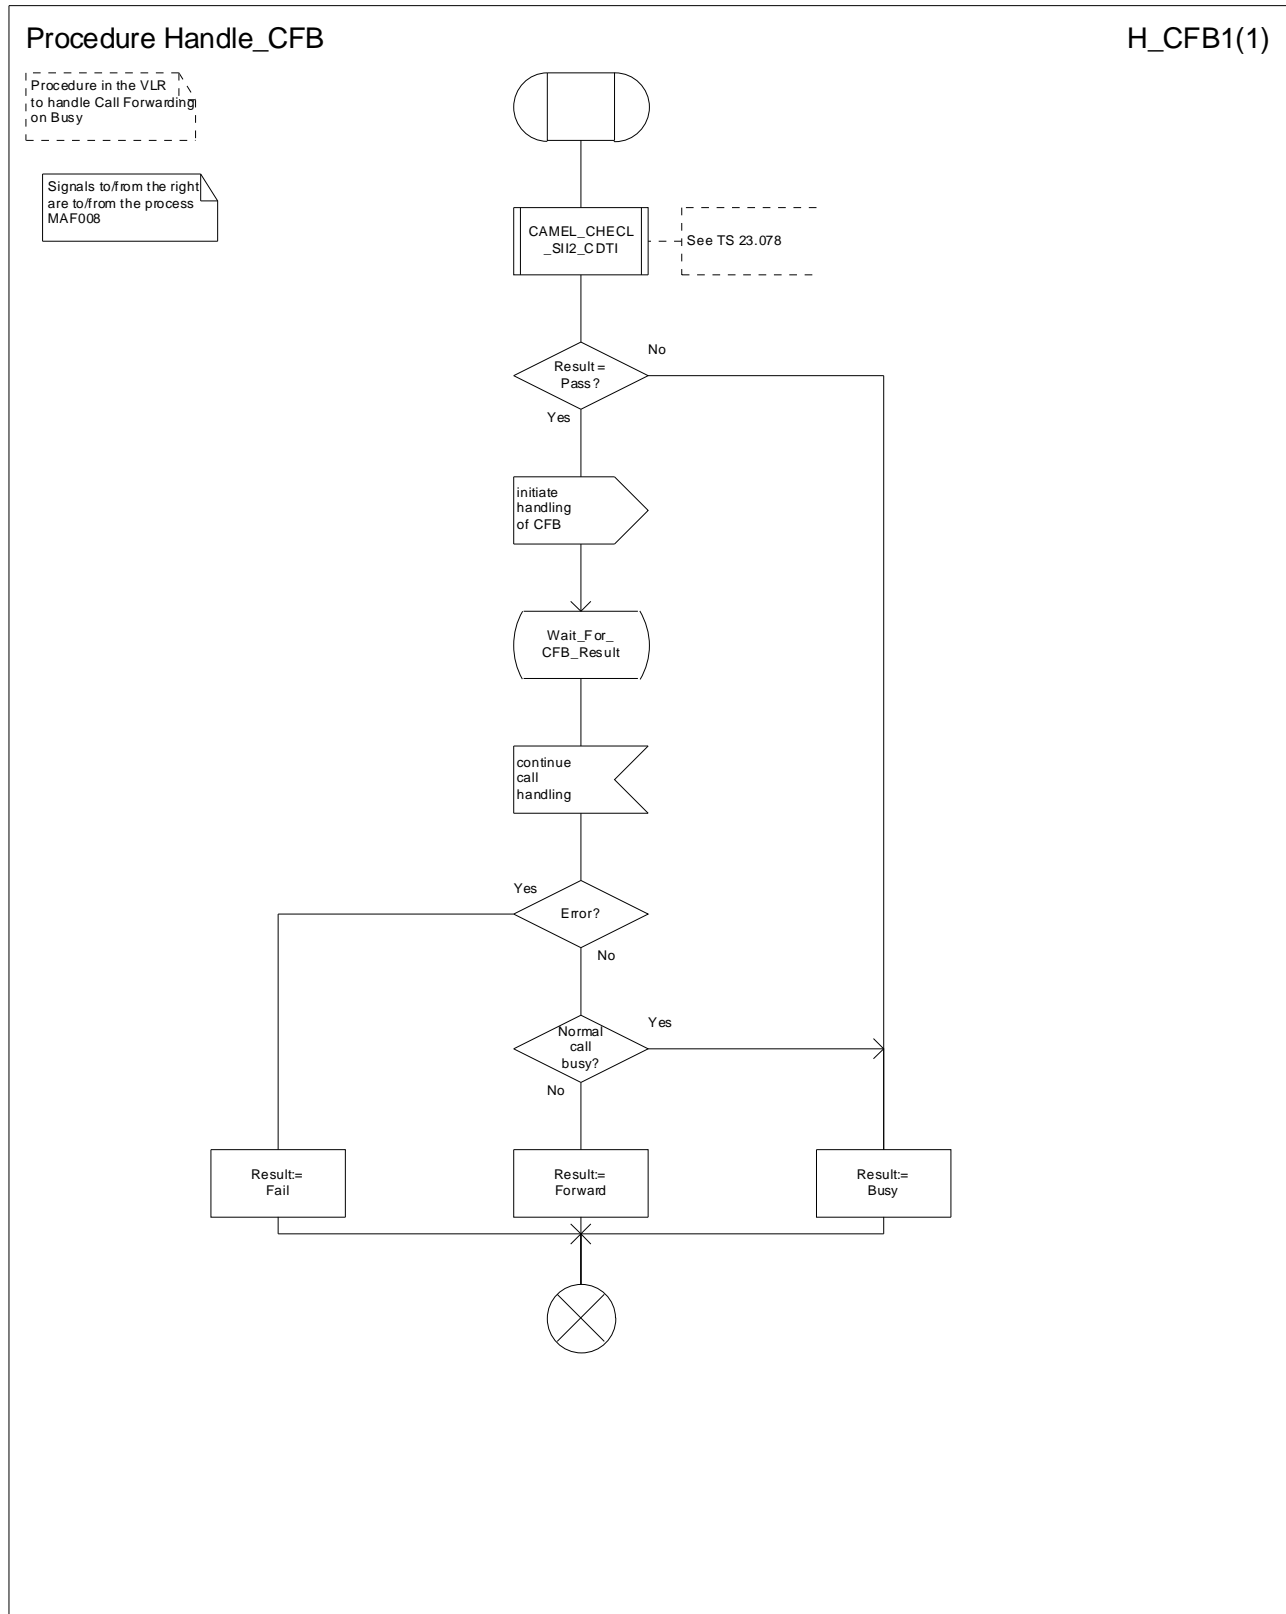 Procedure Handle_CFB
H_CFB1(1)
Procedure in the VLR
to handle Call Forwarding
on Busy
Signals to/from the right
are to/from the process
MAF008
CAMEL_CHECL
_SII2_CDTI
See TS 23.078
Result =
Pass?
No
Yes
initiate
handling
of CFB
Wait_For_
CFB_Result
continue
call
handling
Yes
Error?
No
Normal
call
busy?
Yes
No
Result:=
Fail
Result:=
Forward
Result:=
Busy